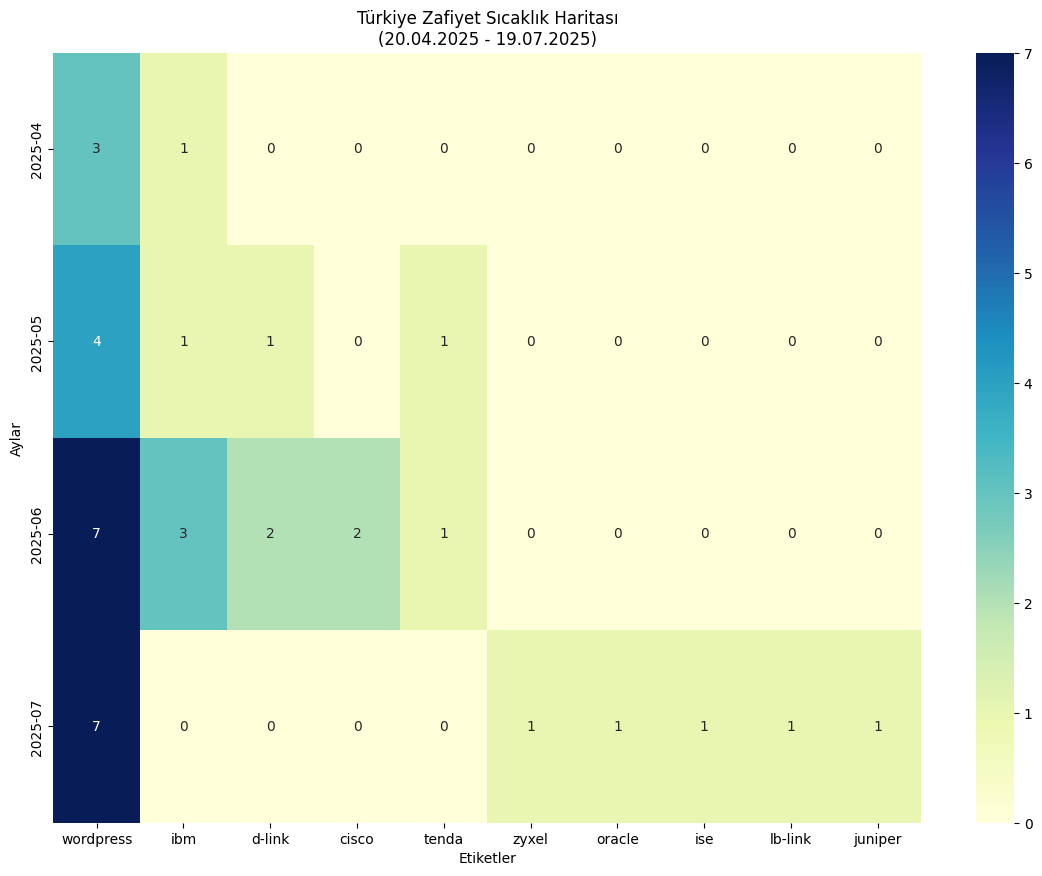 Türkiye Zafiyet Sıcaklık Haritası
(20.04.2025 - 19.07.2025)
7
6
5
4
3
2
1
0
Aylar
2025-04
3 1 0 0 0 0 0 0 0 0
2025-05
4 1 1 0 1 0 0 0 0 0
2025-06
7 3 2 2 1 0 0 0 0 0
2025-07
7 0 0 0 0 1 1 1 1 1
wordpress ibm d-link cisco tenda zyxel oracle ise lb-link juniper
Etiketler